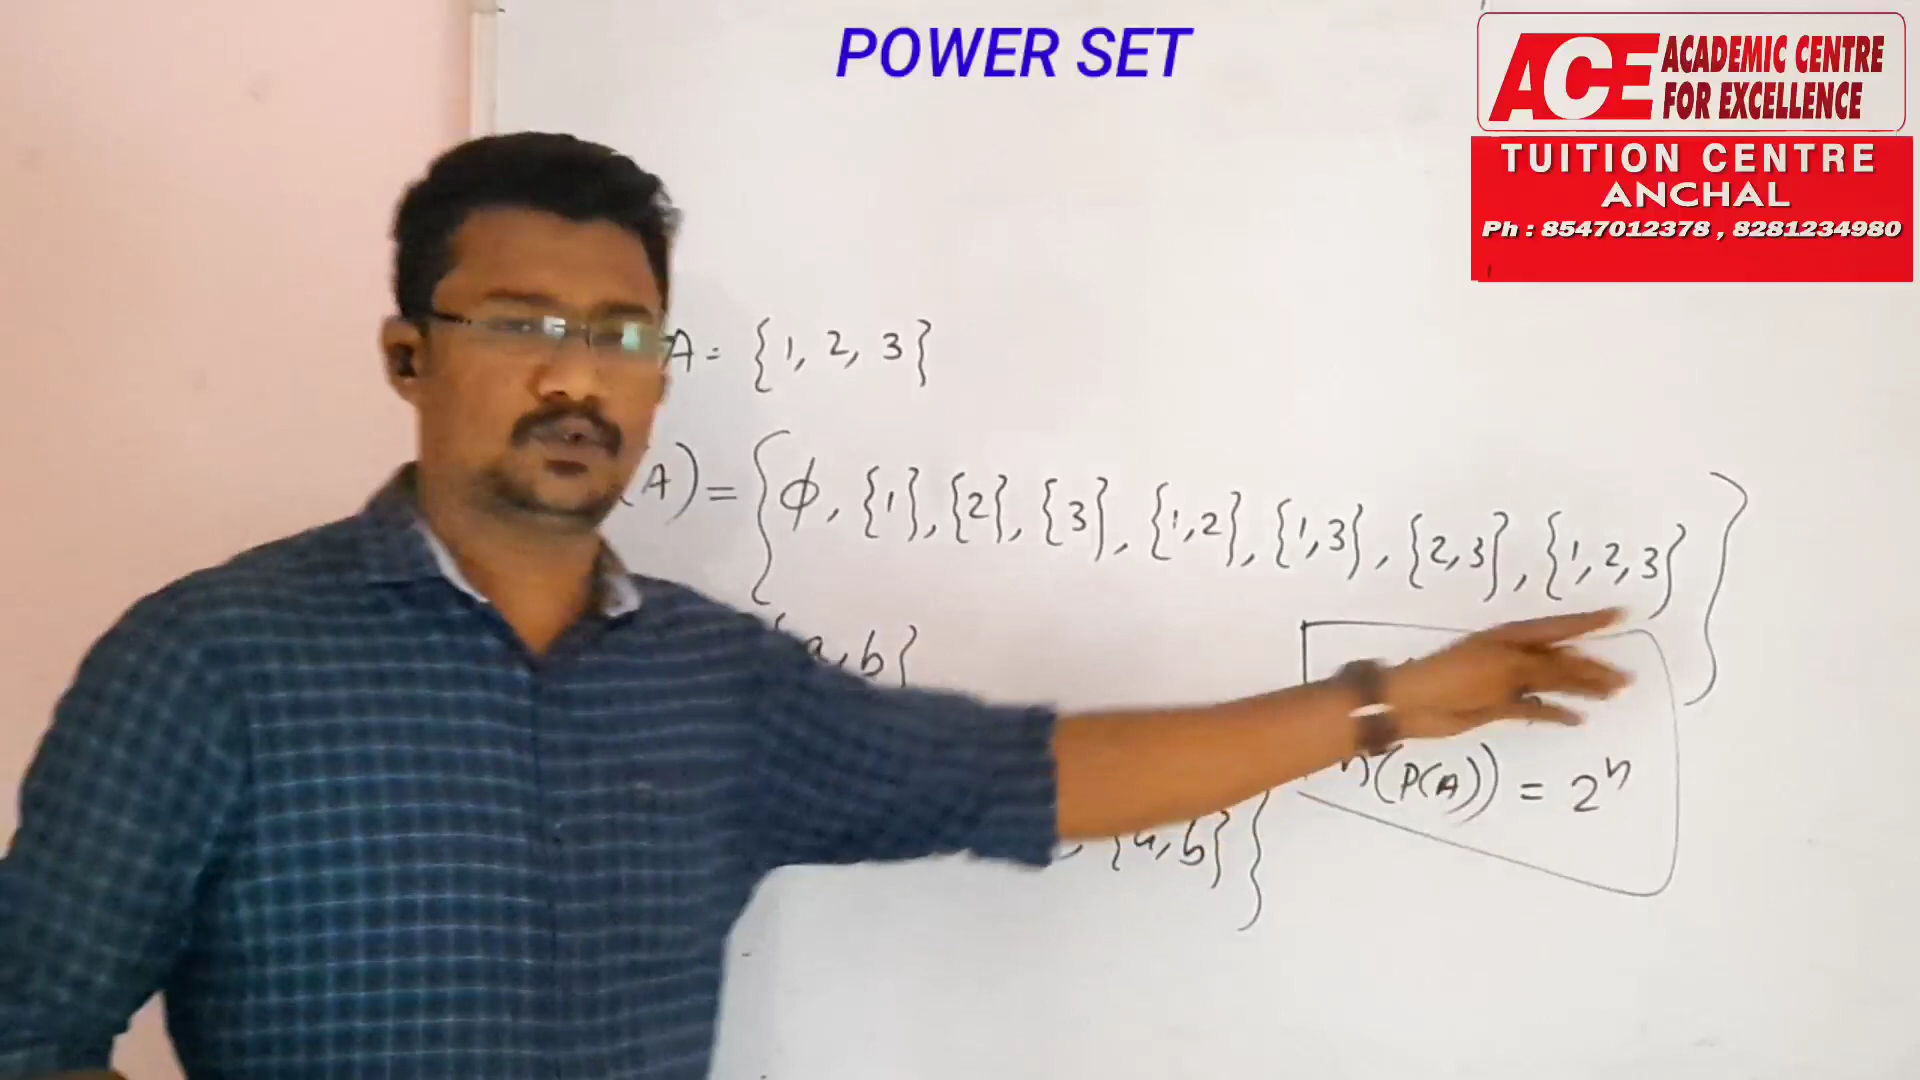 POWER SET
ACE ACADEMIC CENTRE
FOR EXCELLENCE
TUITION CENTRE
ANCHAL
Ph : 8547012378 , 8281234980
A = {1, 2, 3}
(A) = {ϕ, {1}, {2}, {3}, {1,2}, {1,3}, {2,3}, {1,2,3}}
{a, b}
n(P(A)) = 2ⁿ
, {a, b}}